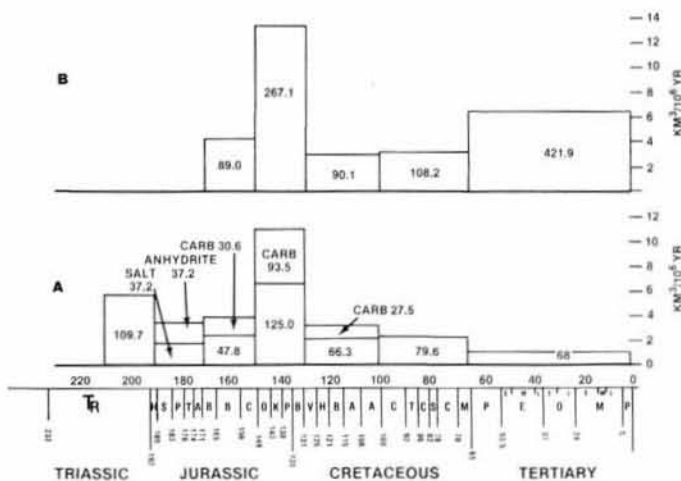 B
267.1
89.0
90.1
108.2
421.9
14
12
10
8
6
4
2
KM³/10⁶ YR
A
SALT
37.2
ANHYDRITE
37.2
CARB 30.6
CARB
93.5
CARB 27.5
109.7
47.8
125.0
66.3
79.6
68
12
10
8
6
4
2
0
KM³/10⁶ YR
220 200 180 160 140 120 100 80 60 40 20 0
TR H S P T A B B C O K P B V H B A A C T C S C M P E O M P
TRIASSIC JURASSIC CRETACEOUS TERTIARY